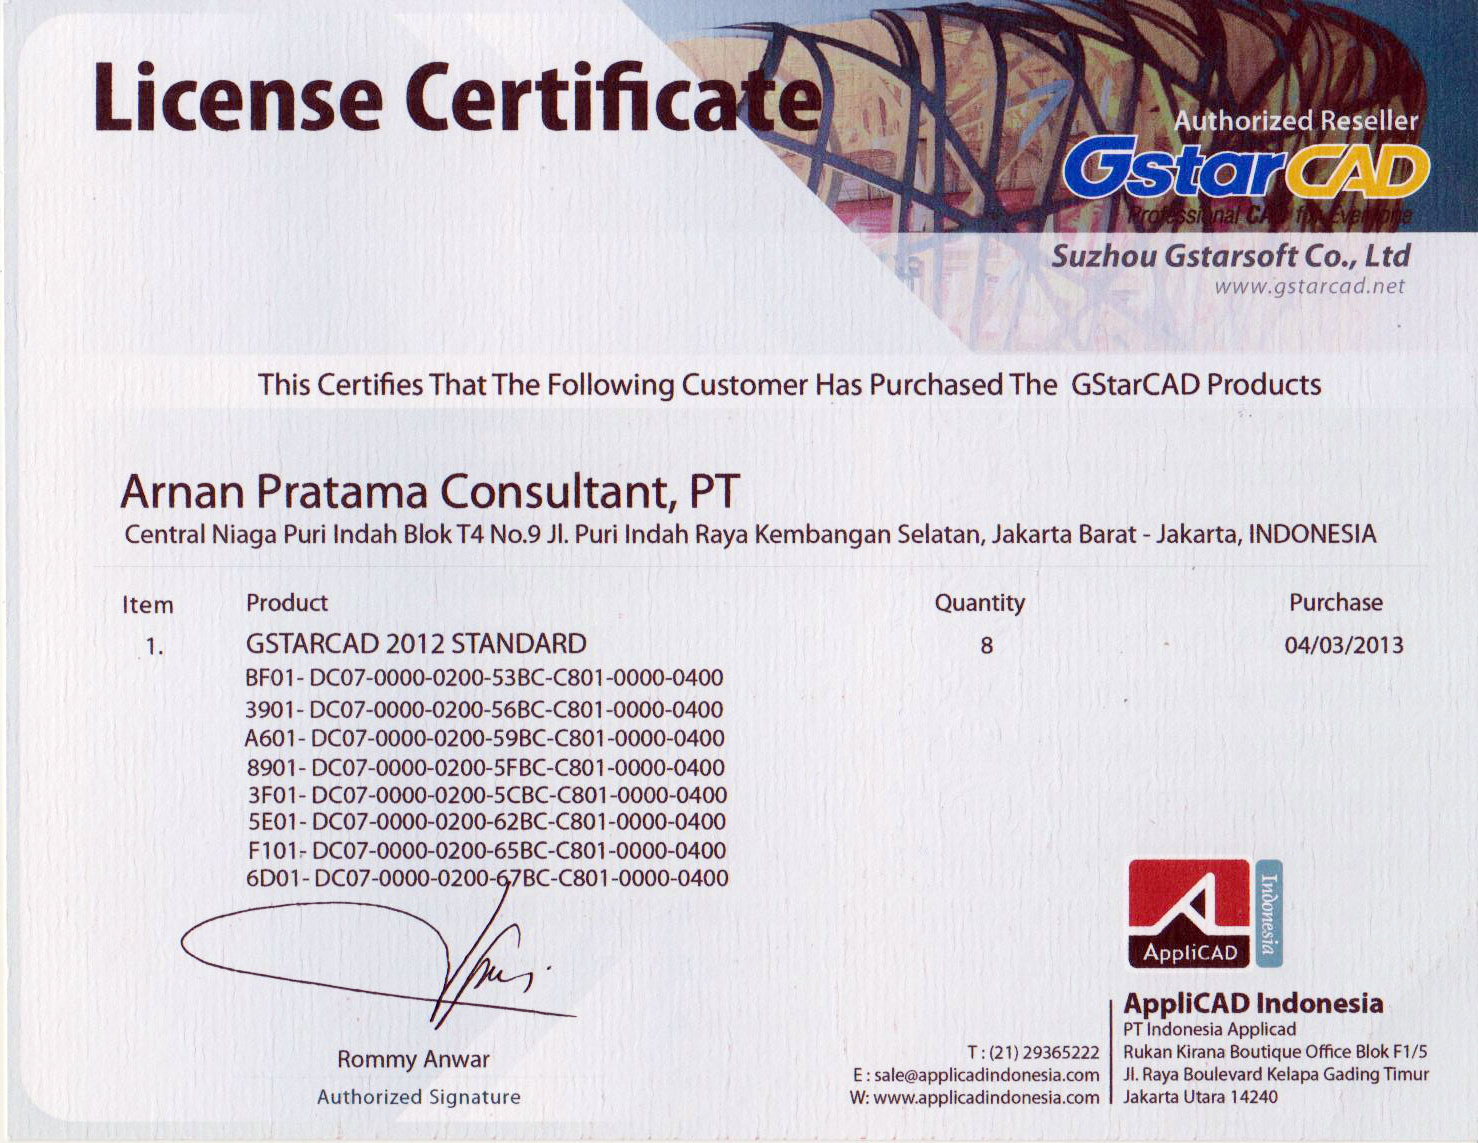 License Certificate
Authorized Reseller
GstarCAD
Professional CAD for Everyone
Suzhou Gstarsoft Co., Ltd
www.gstarcad.net
This Certifies That The Following Customer Has Purchased The GStarCAD Products
Arnan Pratama Consultant, PT
Central Niaga Puri Indah Blok T4 No.9 Jl. Puri Indah Raya Kembangan Selatan, Jakarta Barat - Jakarta, INDONESIA
Item Product Quantity Purchase
1. GSTARCAD 2012 STANDARD 8 04/03/2013
BF01- DC07-0000-0200-53BC-C801-0000-0400
3901- DC07-0000-0200-56BC-C801-0000-0400
A601- DC07-0000-0200-59BC-C801-0000-0400
8901- DC07-0000-0200-5FBC-C801-0000-0400
3F01- DC07-0000-0200-5CBC-C801-0000-0400
5E01- DC07-0000-0200-62BC-C801-0000-0400
F101- DC07-0000-0200-65BC-C801-0000-0400
6D01- DC07-0000-0200-67BC-C801-0000-0400
Rommy Anwar
Authorized Signature
AppliCAD
Indonesia
AppliCAD Indonesia
PT Indonesia Applicad
T : (21) 29365222 Rukan Kirana Boutique Office Blok F1/5
E : sale@applicadindonesia.com Jl. Raya Boulevard Kelapa Gading Timur
W: www.applicadindonesia.com Jakarta Utara 14240